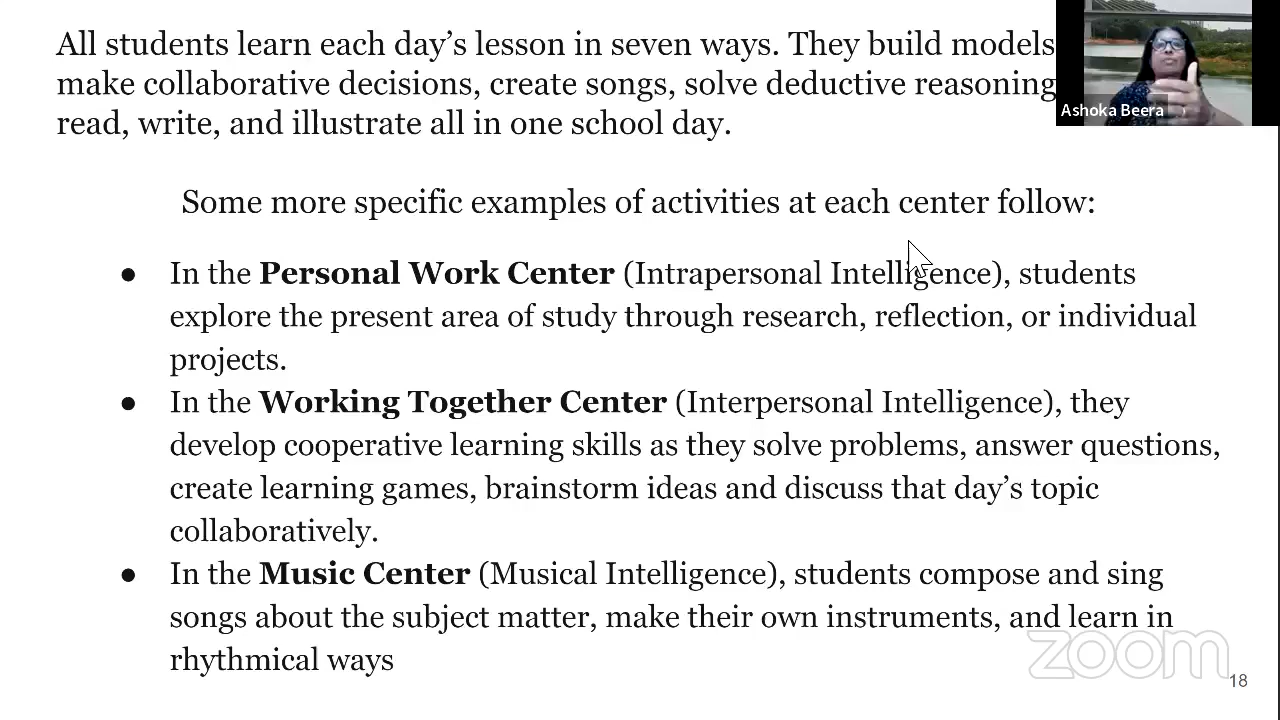 All students learn each day’s lesson in seven ways. They build models
make collaborative decisions, create songs, solve deductive reasoning
read, write, and illustrate all in one school day.
Ashoka Beera
Some more specific examples of activities at each center follow:
● In the Personal Work Center (Intrapersonal Intelligence), students
explore the present area of study through research, reflection, or individual
projects.
● In the Working Together Center (Interpersonal Intelligence), they
develop cooperative learning skills as they solve problems, answer questions,
create learning games, brainstorm ideas and discuss that day’s topic
collaboratively.
● In the Music Center (Musical Intelligence), students compose and sing
songs about the subject matter, make their own instruments, and learn in
rhythmical ways
zoom
18